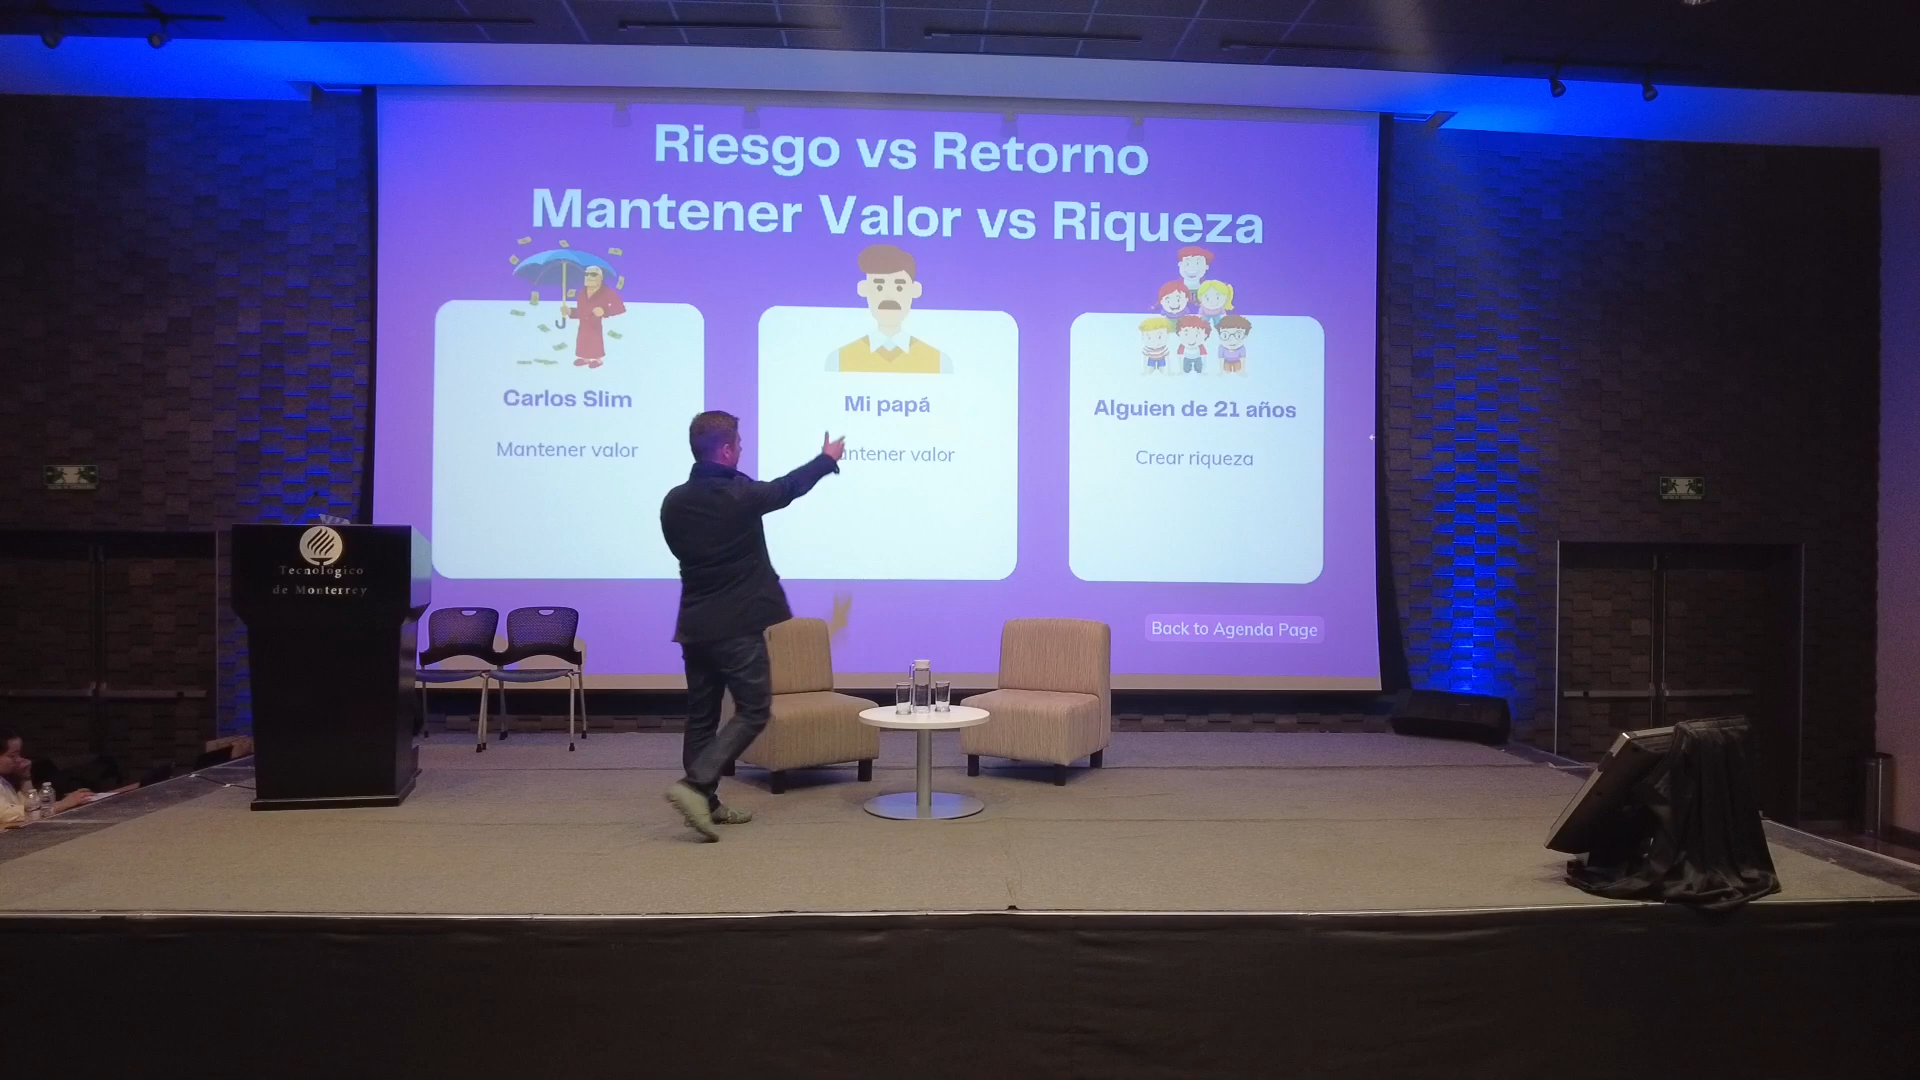 Riesgo vs Retorno
Mantener Valor vs Riqueza
Carlos Slim
Mantener valor
Mi papá
ntener valor
Alguien de 21 años
Crear riqueza
Back to Agenda Page
Tecnológico
de Monterrey